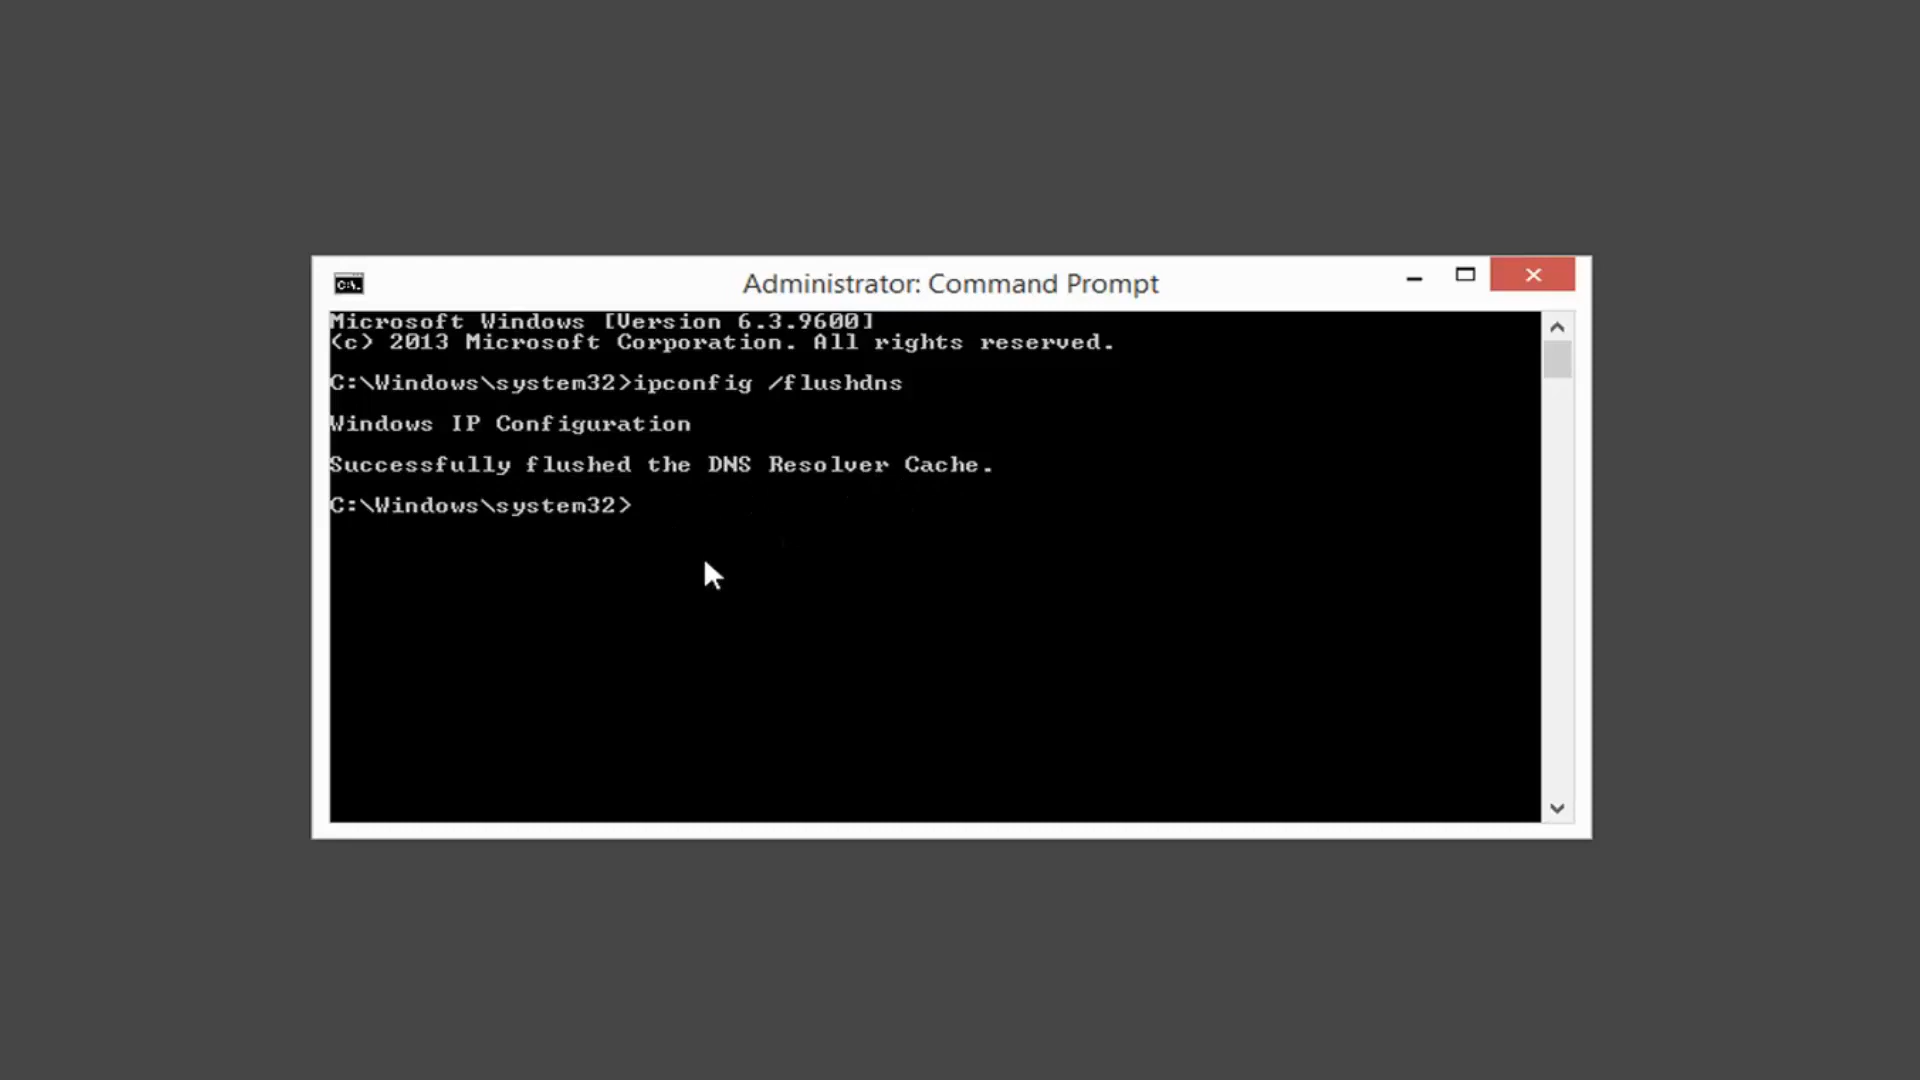 C:\.
Administrator: Command Prompt
Microsoft Windows [Version 6.3.9600]
(c) 2013 Microsoft Corporation. All rights reserved.
C:\Windows\system32>ipconfig /flushdns
Windows IP Configuration
Successfully flushed the DNS Resolver Cache.
C:\Windows\system32>